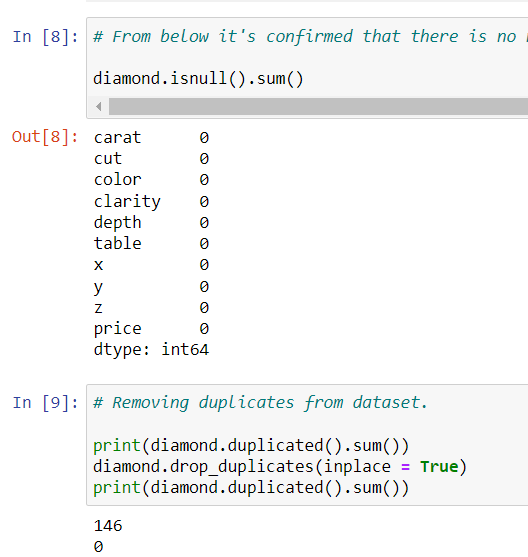 In [8]: # From below it's confirmed that there is no
diamond.isnull().sum()
Out[8]: carat 0
cut 0
color 0
clarity 0
depth 0
table 0
x 0
y 0
z 0
price 0
dtype: int64
In [9]: # Removing duplicates from dataset.
print(diamond.duplicated().sum())
diamond.drop_duplicates(inplace = True)
print(diamond.duplicated().sum())
146
0